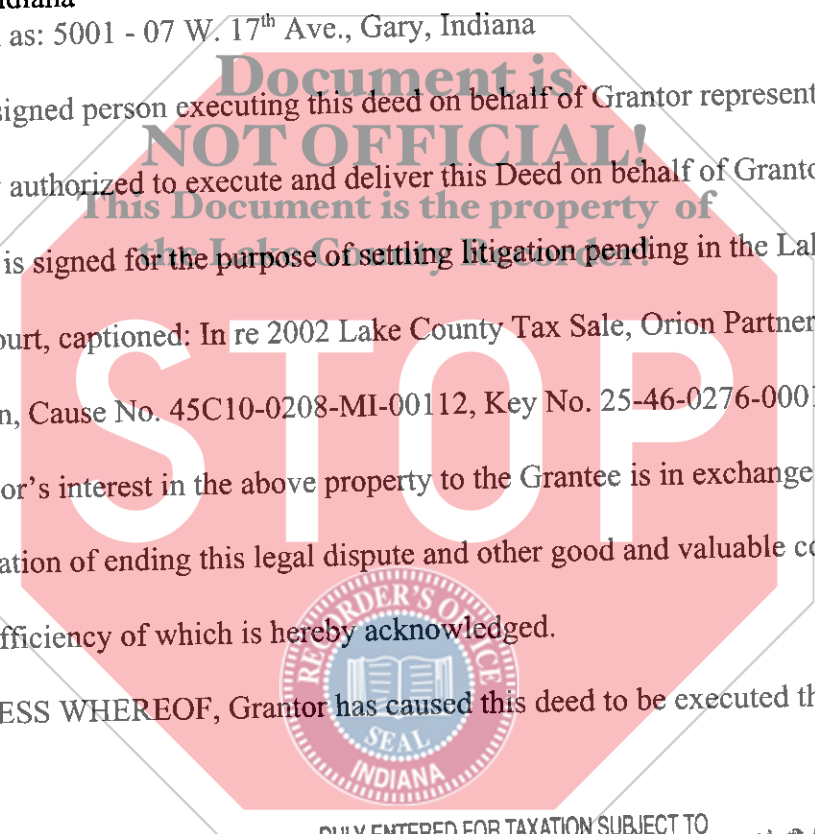 ndiana
as: 5001 - 07 W. 17th Ave., Gary, Indiana
Document is
signed person executing this deed on behalf of Grantor represent
NOT OFFICIAL!
authorized to execute and deliver this Deed on behalf of Granto
This Document is the property of
is signed for the purpose of settling litigation pending in the Lak
the Lake County Recorder!
ourt, captioned: In re 2002 Lake County Tax Sale, Orion Partner
STOP
n, Cause No. 45C10-0208-MI-00112, Key No. 25-46-0276-0001
or's interest in the above property to the Grantee is in exchange
ation of ending this legal dispute and other good and valuable co
RECORDER'S OFFICE
fficiency of which is hereby acknowledged.
ESS WHEREOF, Grantor has caused this deed to be executed th
SEAL
INDIANA
DULY ENTERED FOR TAXATION SUBJECT TO